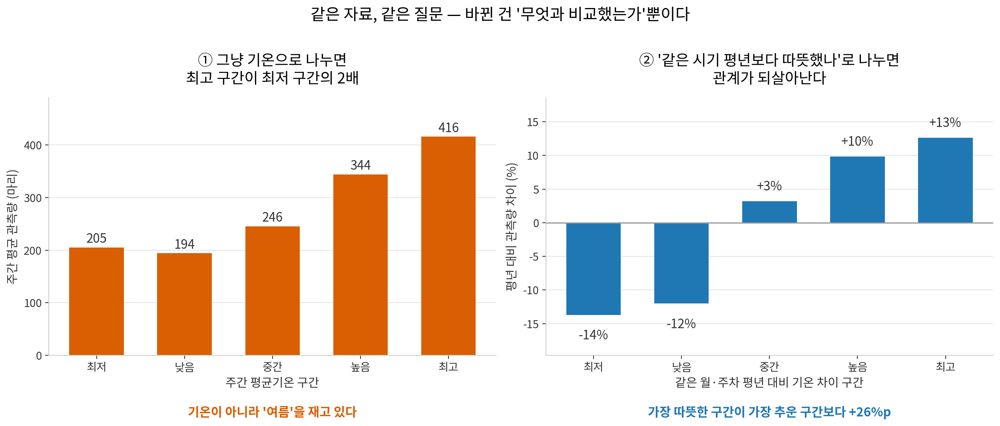 같은 자료, 같은 질문 — 바뀐 건 '무엇과 비교했는가'뿐이다
① 그냥 기온으로 나누면
최고 구간이 최저 구간의 2배
주간 평균 관측량 (마리)
400
300
200
100
0
205
194
246
344
416
최저
낮음
중간
높음
최고
주간 평균기온 구간
기온이 아니라 '여름'을 재고 있다
② '같은 시기 평년보다 따뜻했나'로 나누면
관계가 되살아난다
평년 대비 관측량 차이 (%)
15
10
5
0
-5
-10
-15
-14%
-12%
+3%
+10%
+13%
최저
낮음
중간
높음
최고
같은 월·주차 평년 대비 기온 차이 구간
가장 따뜻한 구간이 가장 추운 구간보다 +26%p